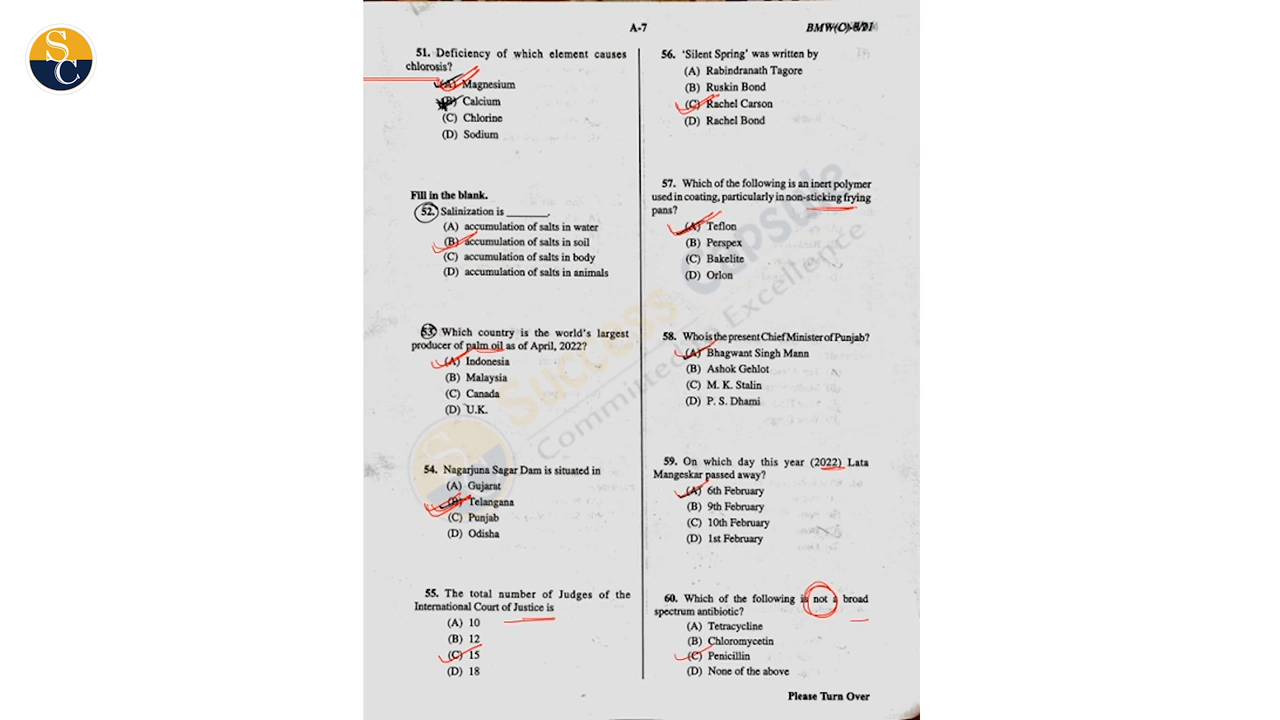 S
C
A-7
51. Deficiency of which element causes
chlorosis?
(A) Magnesium
(B) Calcium
(C) Chlorine
(D) Sodium
Fill in the blank.
52. Salinization is ________.
(A) accumulation of salts in water
(B) accumulation of salts in soil
(C) accumulation of salts in body
(D) accumulation of salts in animals
53. Which country is the world's largest
producer of palm oil as of April, 2022?
(A) Indonesia
(B) Malaysia
(C) Canada
(D) U.K.
54. Nagarjuna Sagar Dam is situated in
(A) Gujarat
(B) Telangana
(C) Punjab
(D) Odisha
55. The total number of Judges of the
International Court of Justice is
(A) 10
(B) 12
(C) 15
(D) 18
56. 'Silent Spring' was written by
(A) Rabindranath Tagore
(B) Ruskin Bond
(C) Rachel Carson
(D) Rachel Bond
57. Which of the following is an inert polymer
used in coating, particularly in non-sticking frying
pans?
(A) Teflon
(B) Perspex
(C) Bakelite
(D) Orlon
58. Who is the present Chief Minister of Punjab?
(A) Bhagwant Singh Mann
(B) Ashok Gehlot
(C) M. K. Stalin
(D) P. S. Dhami
59. On which day this year (2022) Lata
Mangeskar passed away?
(A) 6th February
(B) 9th February
(C) 10th February
(D) 1st February
60. Which of the following is not a broad
spectrum antibiotic?
(A) Tetracycline
(B) Chloromycetin
(C) Penicillin
(D) None of the above
Please Turn Over
Success Capsule
Committed to Excellence